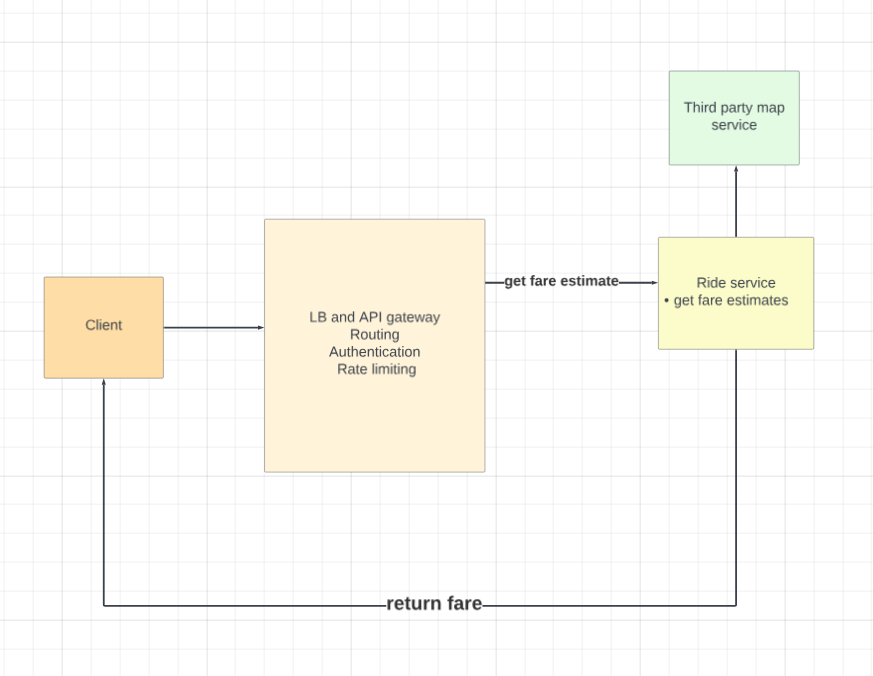 Third party map
service
get fare estimate
Ride service
• get fare estimates
Client
LB and API gateway
Routing
Authentication
Rate limiting
return fare